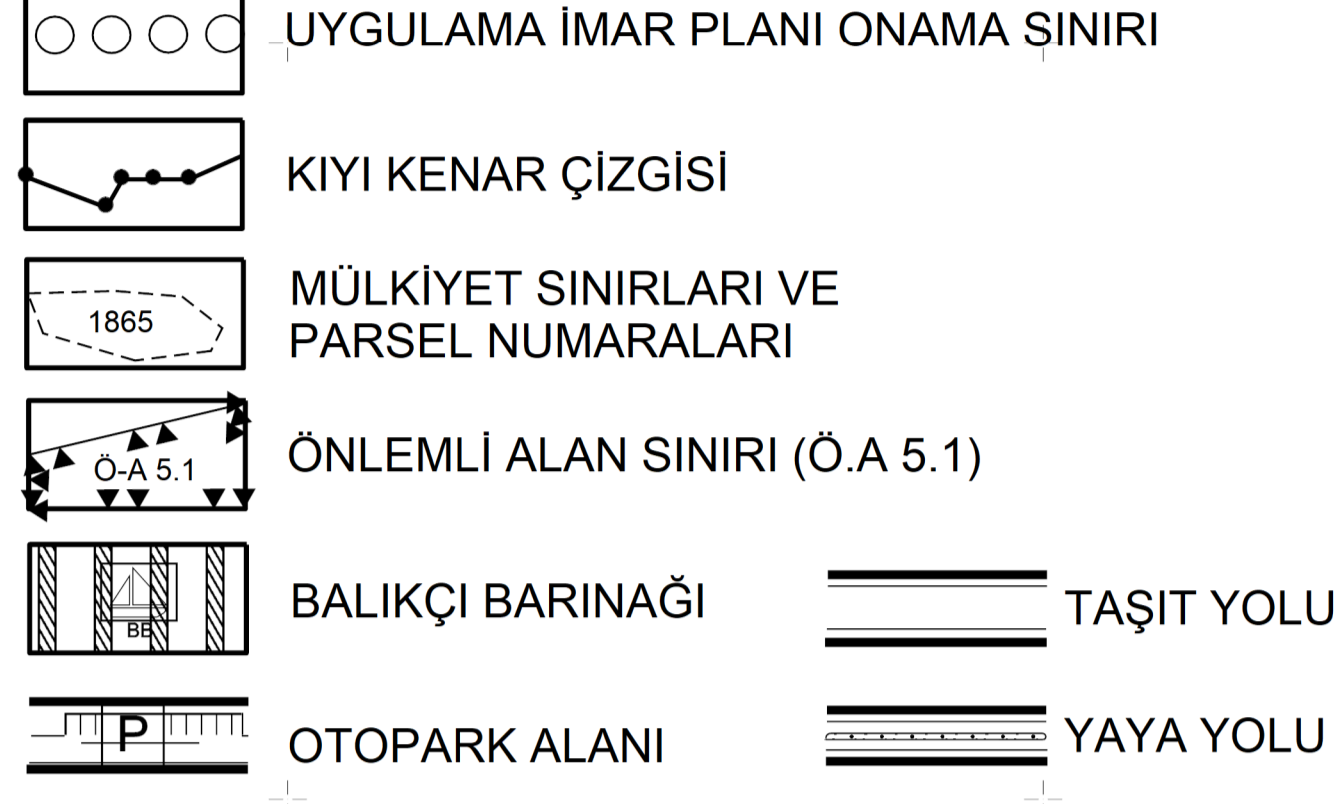 UYGULAMA İMAR PLANI ONAMA SINIRI
KIYI KENAR ÇİZGİSİ
1865
MÜLKİYET SINIRLARI VE
PARSEL NUMARALARI
Ö-A 5.1
ÖNLEMLİ ALAN SINIRI (Ö.A 5.1)
BB
BALIKÇI BARINAĞI
TAŞIT YOLU
P
OTOPARK ALANI
YAYA YOLU